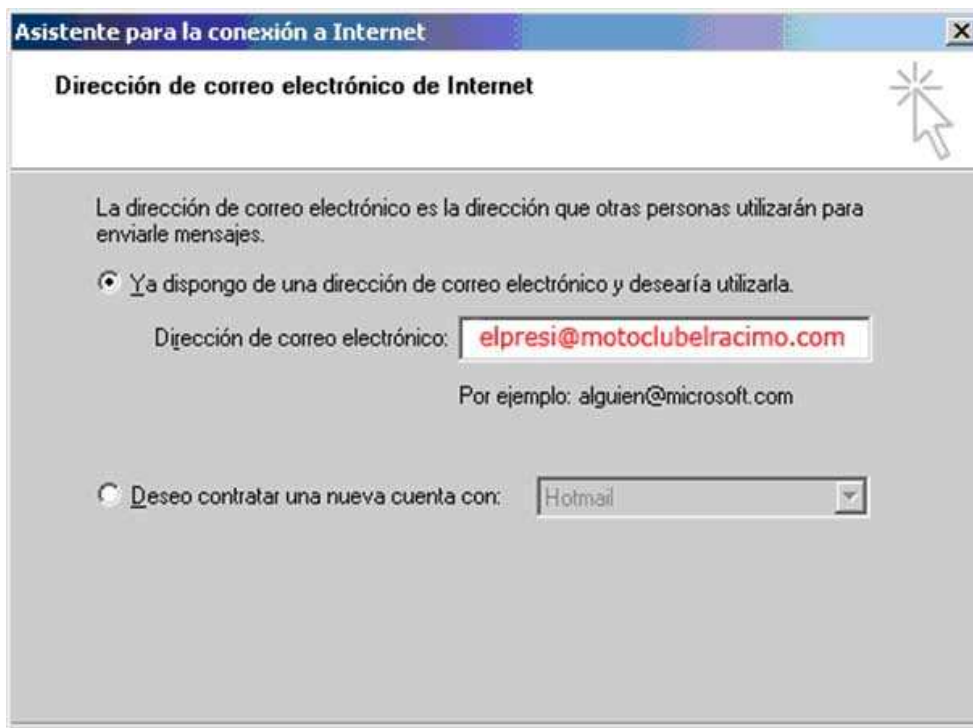 Asistente para la conexión a Internet
Dirección de correo electrónico de Internet
La dirección de correo electrónico es la dirección que otras personas utilizarán para
enviarle mensajes.
Ya dispongo de una dirección de correo electrónico y desearía utilizarla.
Dirección de correo electrónico: elpresi@motoclubelracimo.com
Por ejemplo: alguien@microsoft.com
Deseo contratar una nueva cuenta con: Hotmail